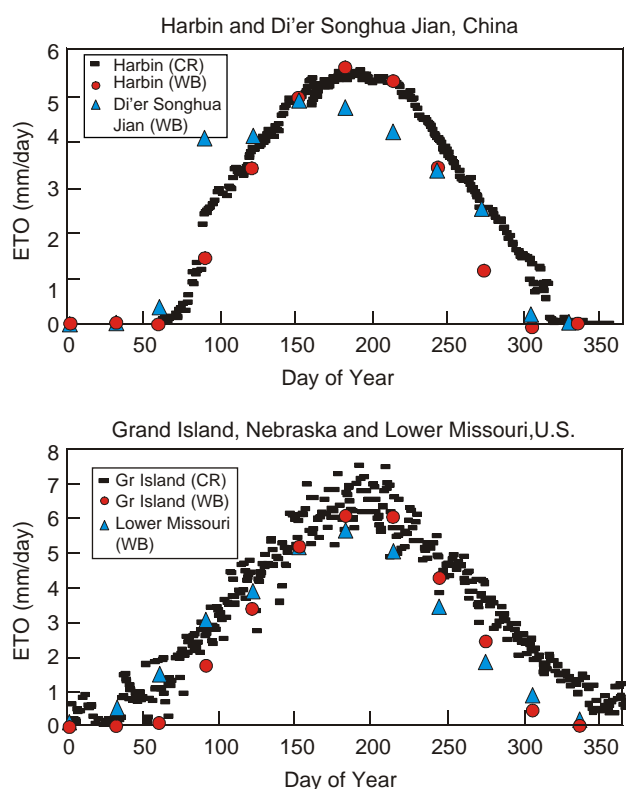 Harbin and Di'er Songhua Jian, China
6
5
4
3
2
1
0
ETO (mm/day)
Harbin (CR)
Harbin (WB)
Di'er Songhua
Jian (WB)
0 50 100 150 200 250 300 350
Day of Year
Grand Island, Nebraska and Lower Missouri,U.S.
8
7
6
5
4
3
2
1
0
ETO (mm/day)
Gr Island (CR)
Gr Island (WB)
Lower Missouri
(WB)
0 50 100 150 200 250 300 350
Day of Year